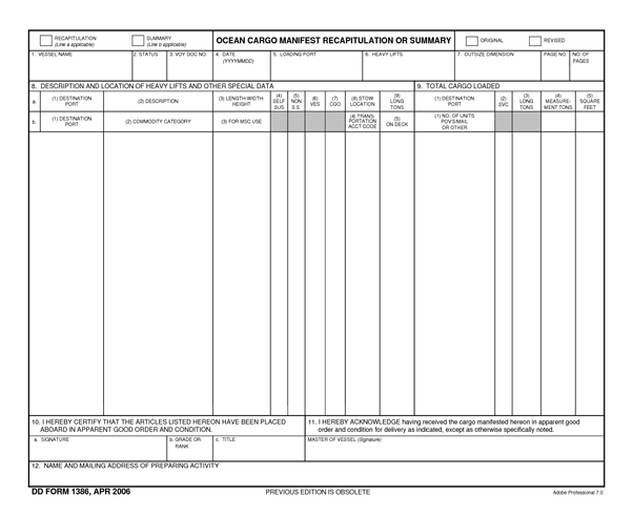 RECAPITULATION
(Line a applicable)
SUMMARY
(Line b applicable)
OCEAN CARGO MANIFEST RECAPITULATION OR SUMMARY
ORIGINAL
REVISED
1. VESSEL NAME
2. STATUS
3. VOY DOC NO.
4. DATE
(YYYYMMDD)
5. LOADING PORT
6. HEAVY LIFTS
7. OUTSIZE DIMENSION
PAGE NO.
NO. OF
PAGES
8. DESCRIPTION AND LOCATION OF HEAVY LIFTS AND OTHER SPECIAL DATA
9. TOTAL CARGO LOADED
a.
(1) DESTINATION
PORT
(2) DESCRIPTION
(3) LENGTH-WIDTH
HEIGHT
(4)
SELF
SUS
(5)
NON
S.S.
(6)
VES
(7)
CGO
(8) STOW
LOCATION
(9)
LONG
TONS
(1) DESTINATION
PORT
(2)
SVC
(3)
LONG
TONS
(4)
MEASURE-
MENT TONS
(5)
SQUARE
FEET
b.
(1) DESTINATION
PORT
(2) COMMODITY CATEGORY
(3) FOR MSC USE
(4) TRANS-
PORTATION
ACCT CODE
(5)
ON DECK
(1) NO. OF UNITS
POV'S/MAIL
OR OTHER
10. I HEREBY CERTIFY THAT THE ARTICLES LISTED HEREON HAVE BEEN PLACED
ABOARD IN APPARENT GOOD ORDER AND CONDITION.
11. I HEREBY ACKNOWLEDGE having received the cargo manifested hereon in apparent good
order and condition for delivery as indicated, except as otherwise specifically noted.
a. SIGNATURE
b. GRADE OR
RANK
c. TITLE
MASTER OF VESSEL (Signature)
12. NAME AND MAILING ADDRESS OF PREPARING ACTIVITY
DD FORM 1386, APR 2006
PREVIOUS EDITION IS OBSOLETE
Adobe Professional 7.0